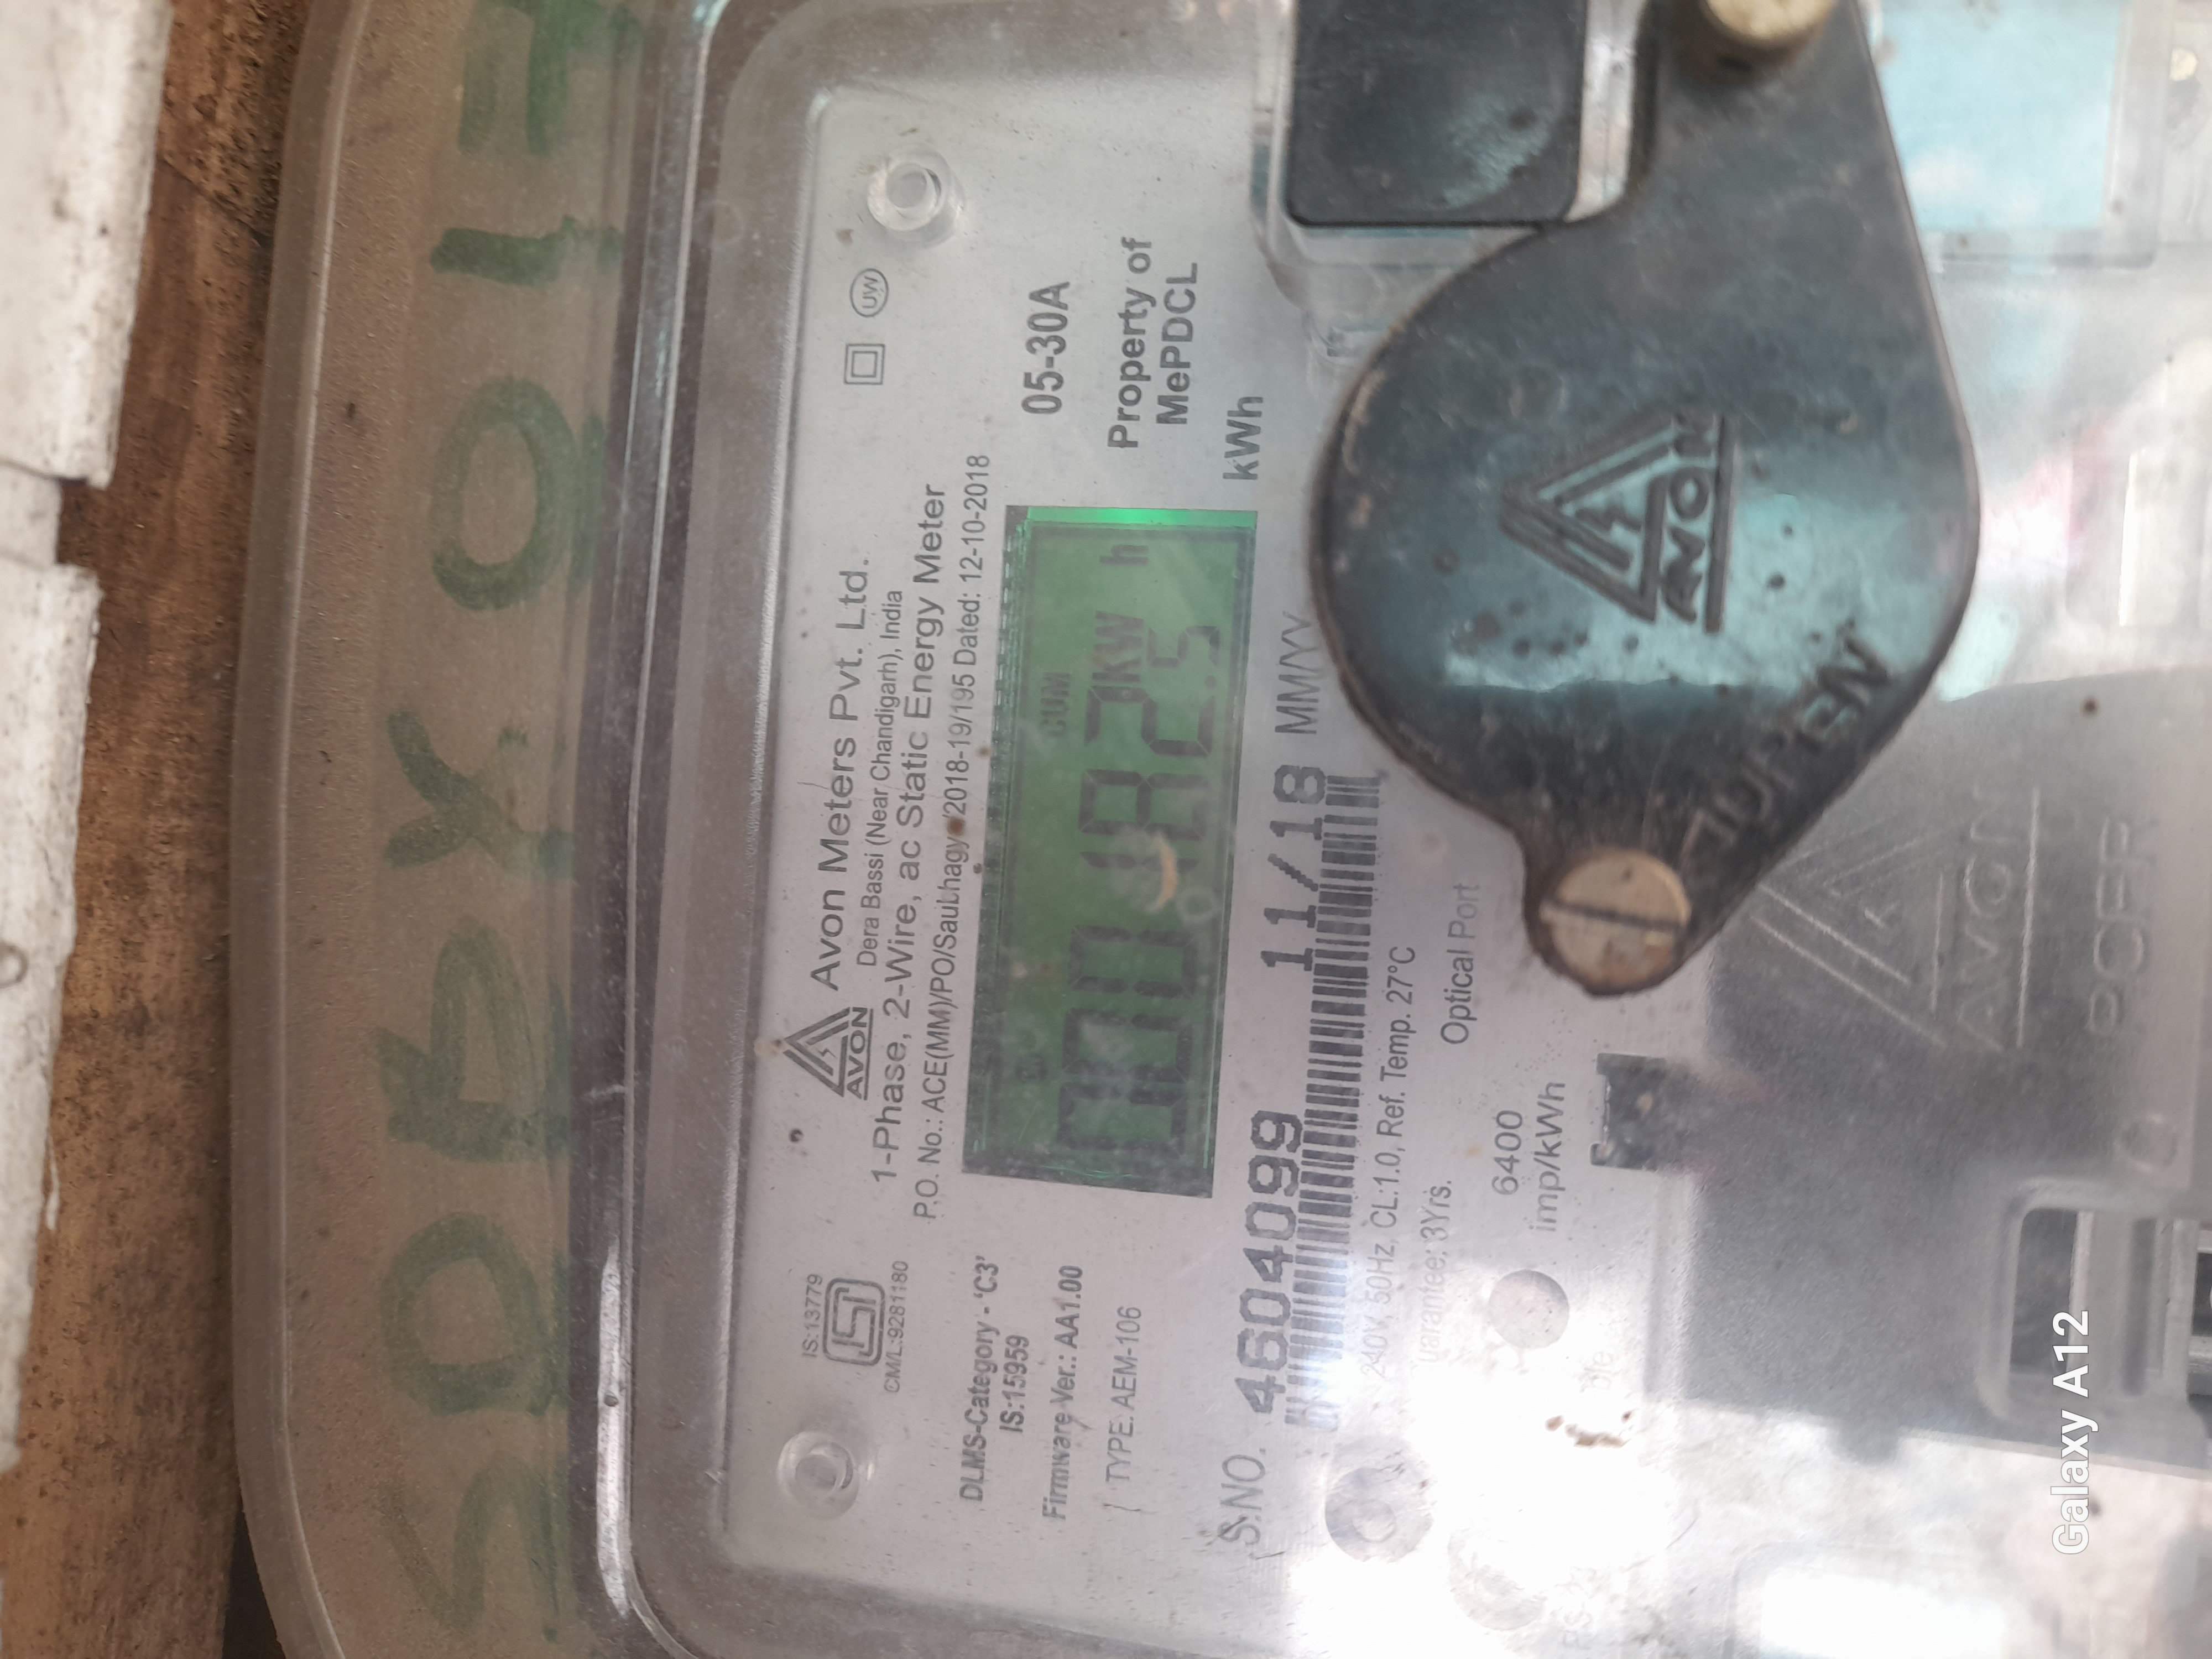 IS:13779
CM/L:9281180
AVON
Avon Meters Pvt. Ltd.
Dera Bassi (Near Chandigarh), India
UW
1-Phase, 2-Wire, ac Static Energy Meter
P.O. No.: ACE(MM)/PO/Saubhagya/2018-19/195 Dated: 12-10-2018
DLMS-Category - 'C3'
IS:15959
Firmware Ver.: AA1.00
TYPE: AEM-106
CUM
KW h
05-30A
Property of
MePDCL
kWh
S.NO. 4604099 11/18 MM/YY
240V, 50Hz, CL:1.0, Ref. Temp. 27°C
Guarantee: 3Yrs.
6400
imp/kWh
Optical Port
AVON
AVON
Galaxy A12